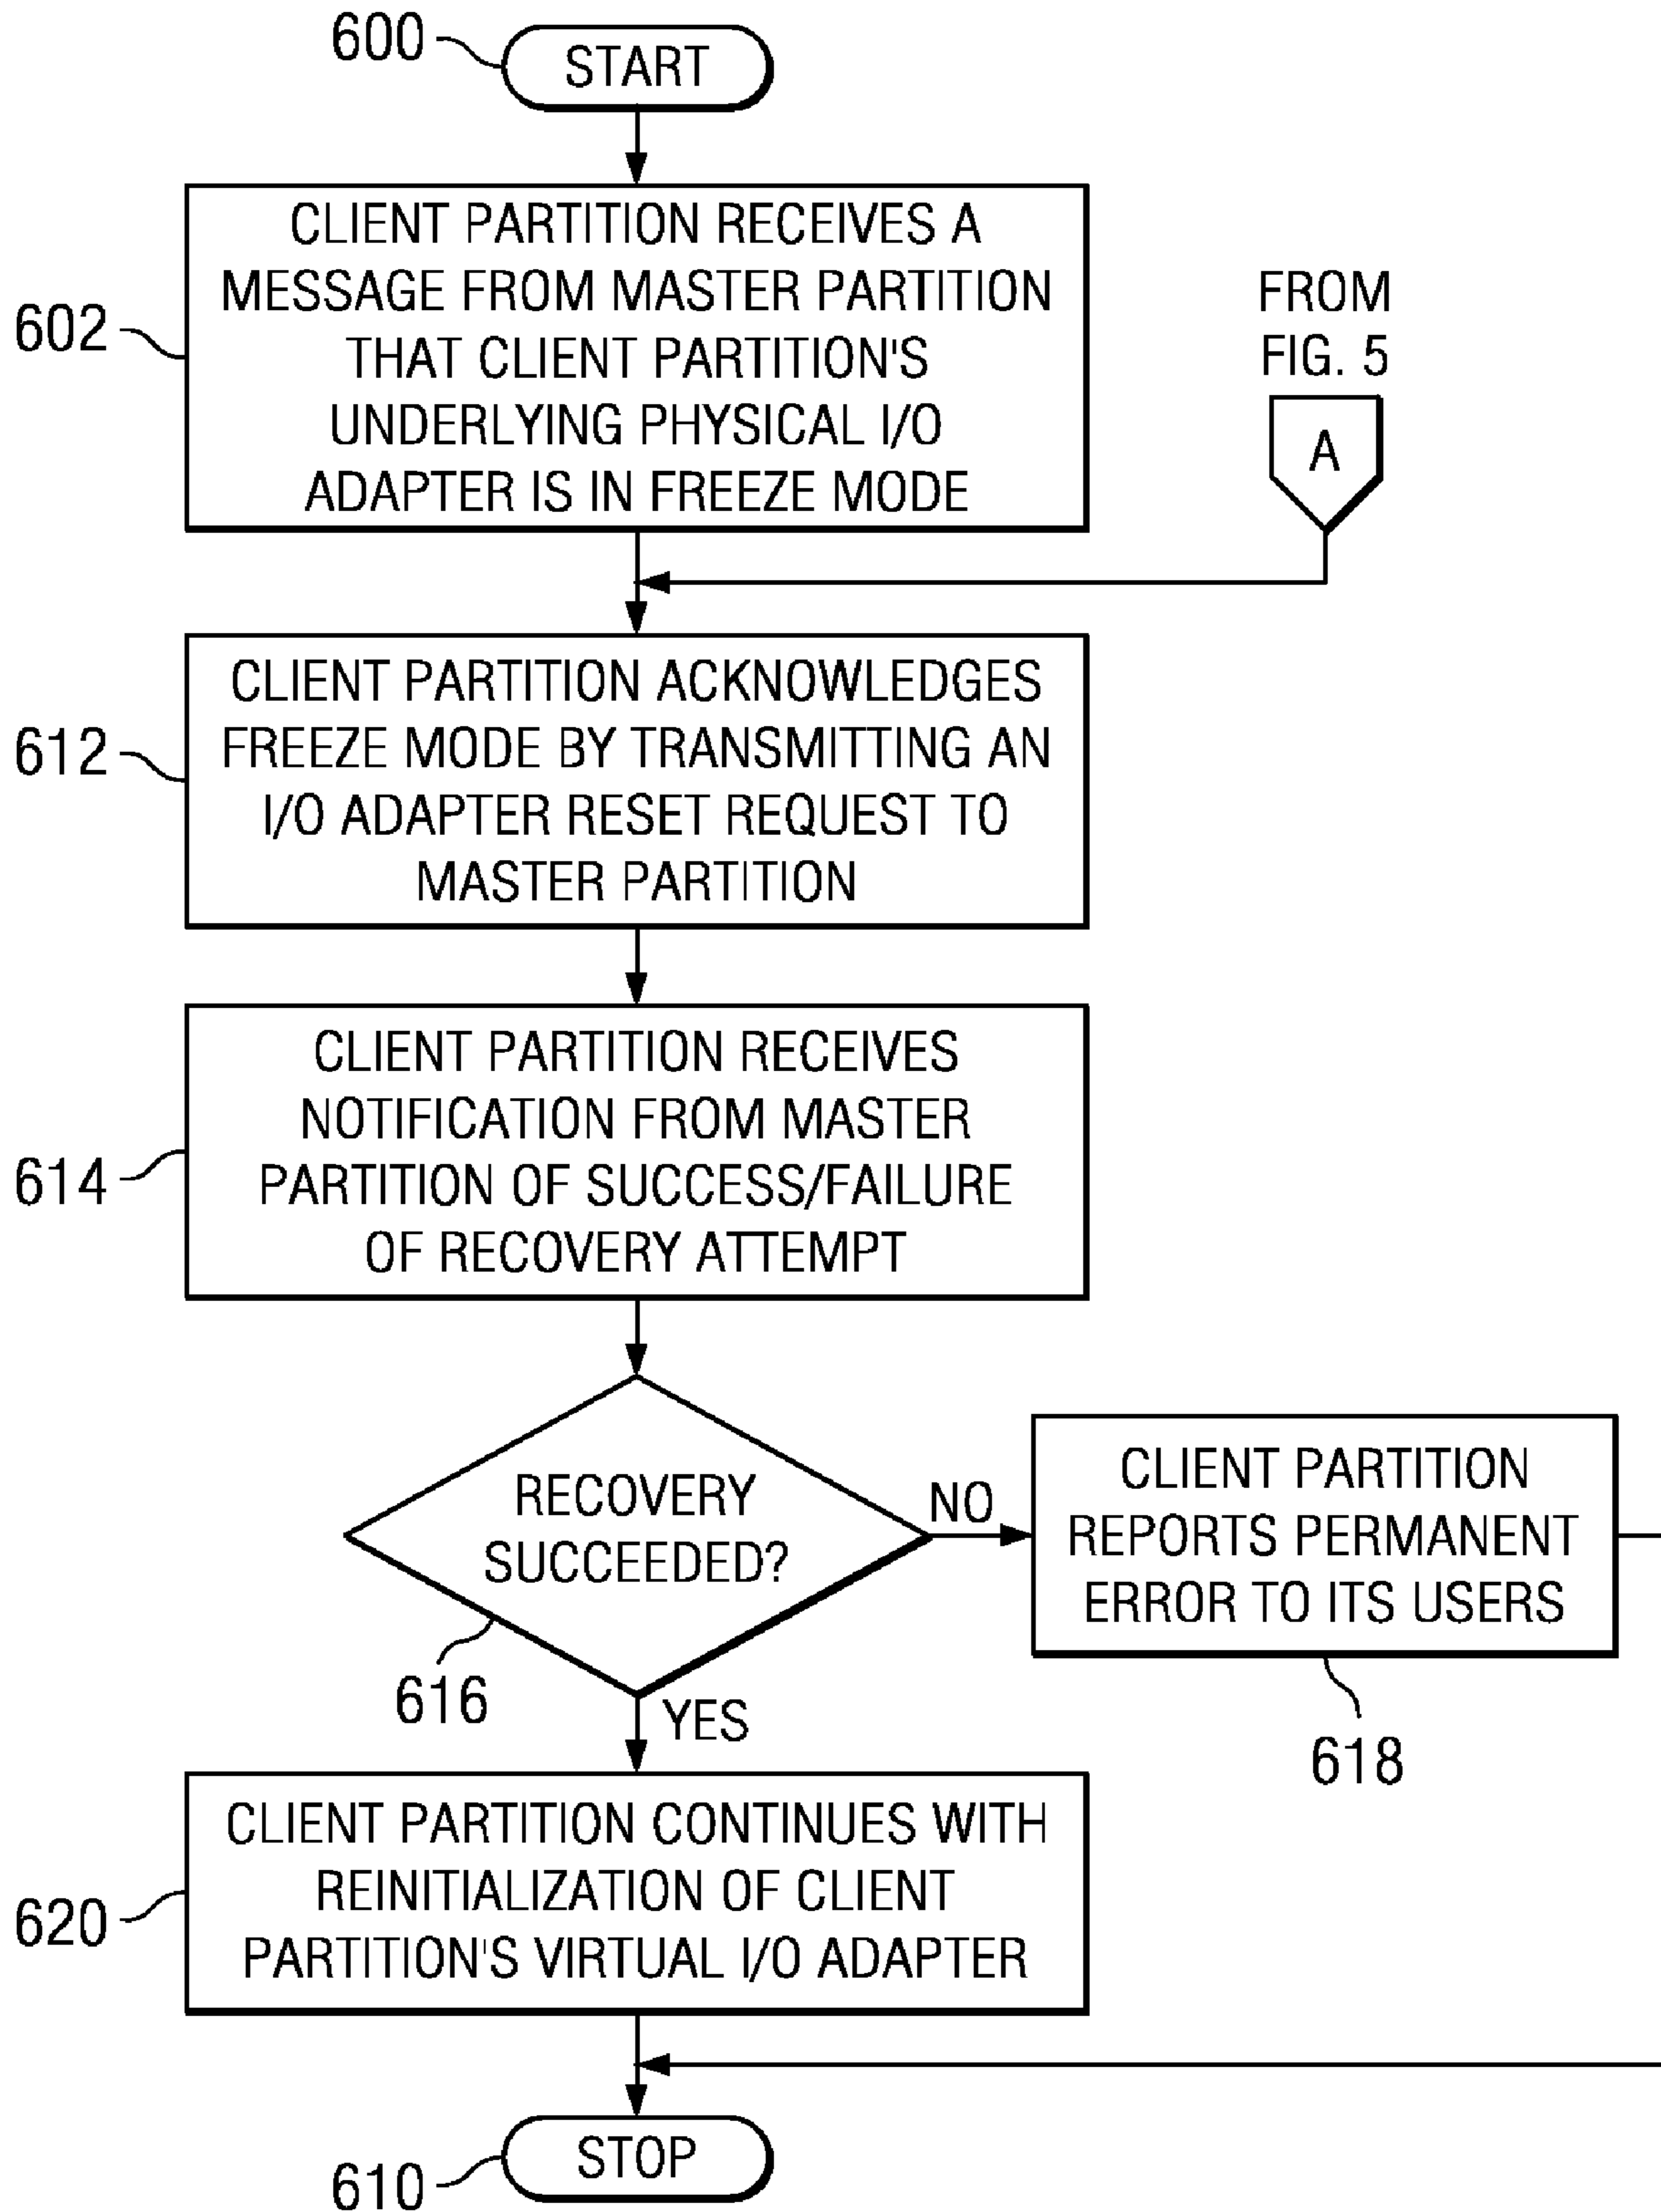 600
START
602
CLIENT PARTITION RECEIVES A
MESSAGE FROM MASTER PARTITION
THAT CLIENT PARTITION'S
UNDERLYING PHYSICAL I/O
ADAPTER IS IN FREEZE MODE
FROM
FIG. 5
A
612
CLIENT PARTITION ACKNOWLEDGES
FREEZE MODE BY TRANSMITTING AN
I/O ADAPTER RESET REQUEST TO
MASTER PARTITION
614
CLIENT PARTITION RECEIVES
NOTIFICATION FROM MASTER
PARTITION OF SUCCESS/FAILURE
OF RECOVERY ATTEMPT
RECOVERY
SUCCEEDED?
616
NO
CLIENT PARTITION
REPORTS PERMANENT
ERROR TO ITS USERS
618
YES
620
CLIENT PARTITION CONTINUES WITH
REINITIALIZATION OF CLIENT
PARTITION'S VIRTUAL I/O ADAPTER
610
STOP